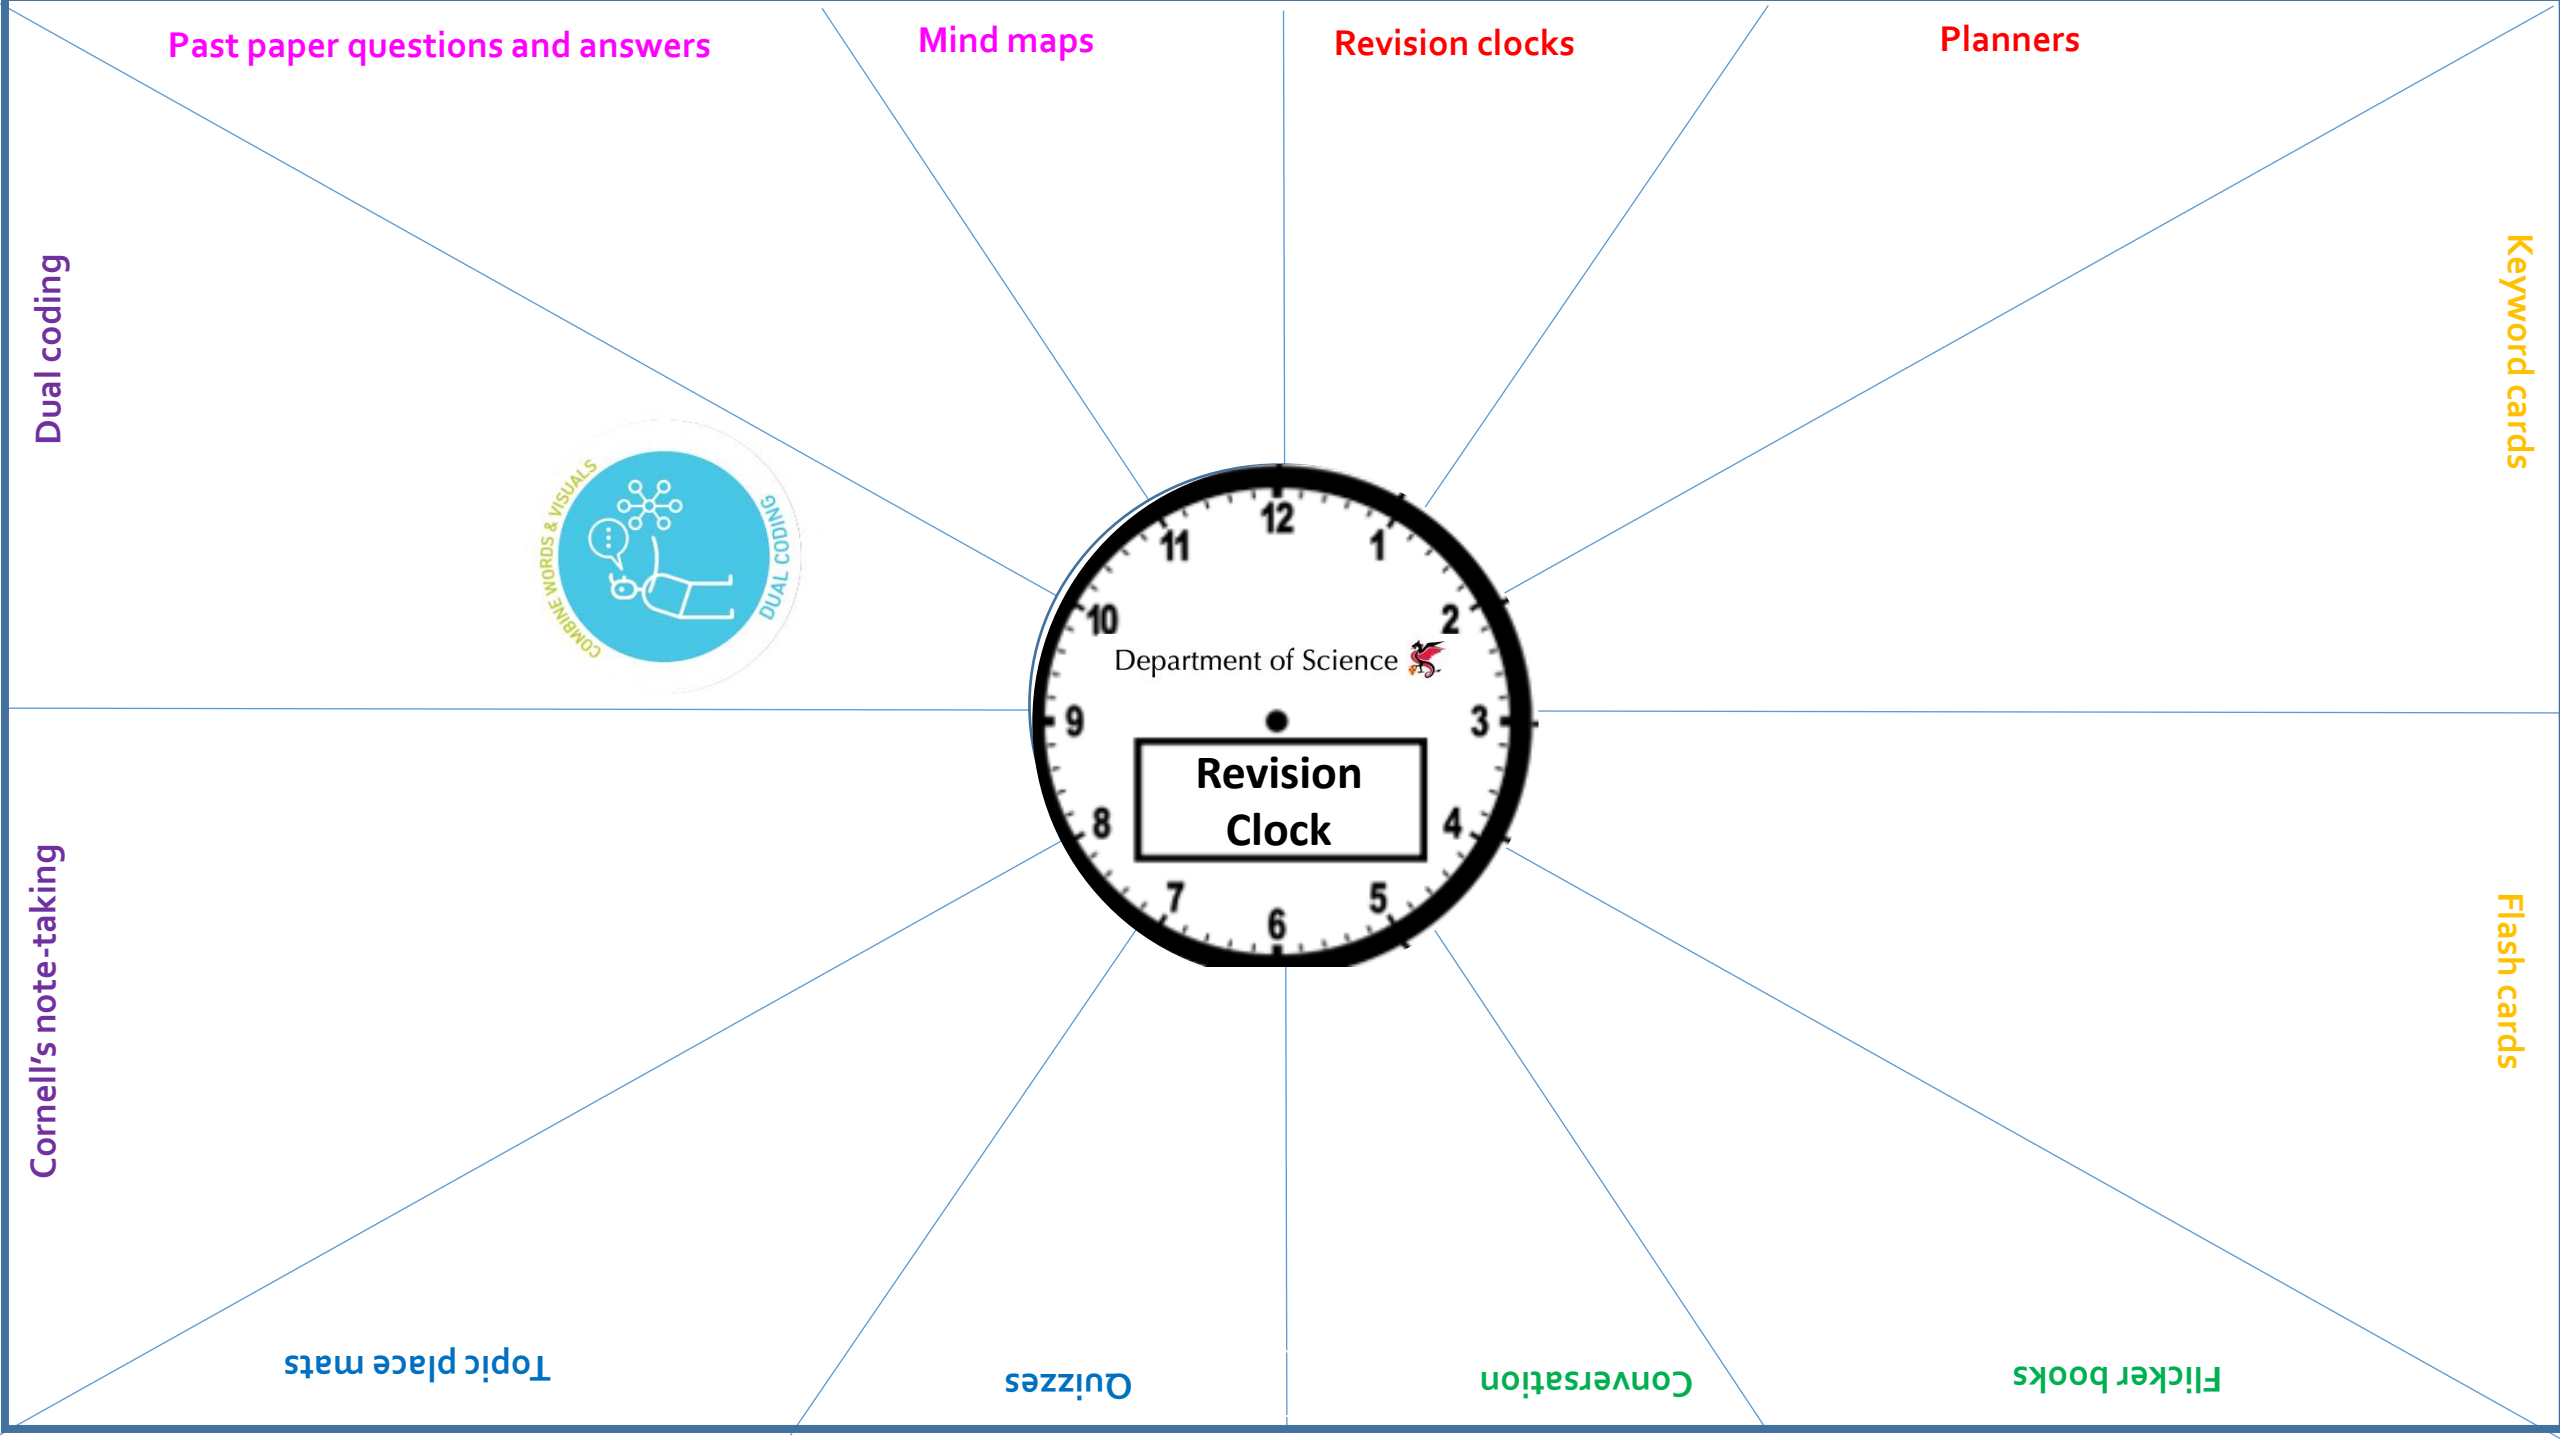 Past paper questions and answers
Mind maps
Revision clocks
Planners
Keyword cards
Flash cards
Flicker books
Conversation
Quizzes
Topic place mats
Cornell's note-taking
Dual coding
COMBINE WORDS & VISUALS
DUAL CODING
12
1
2
3
4
5
6
7
8
9
10
11
Department of Science
Revision
Clock